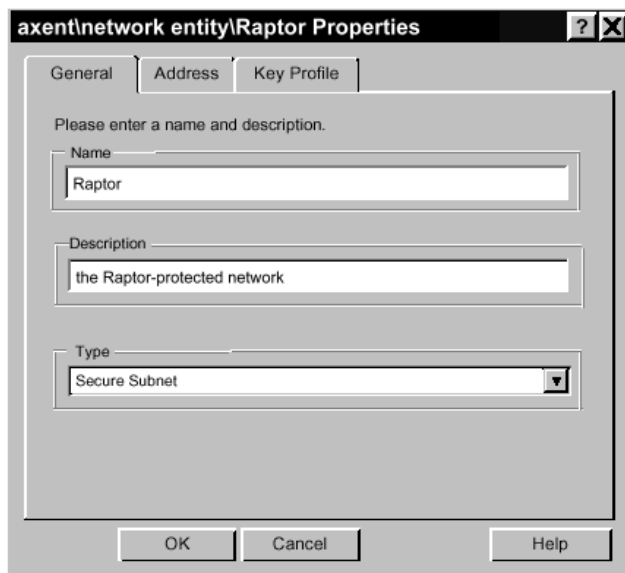 axent\network entity\Raptor Properties
?
General Address Key Profile
Please enter a name and description.
Name
Raptor
Description
the Raptor-protected network
Type
Secure Subnet
OK Cancel Help